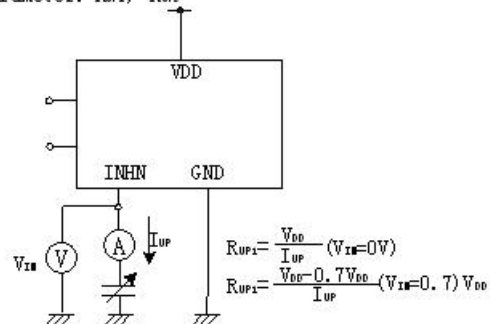 VDD
INHN GND
A IUP
VIN V
RUP1= VDD / IUP (VIN=0V)
RUP1= VDD-0.7VDD / IUP (VIN=0.7) VDD